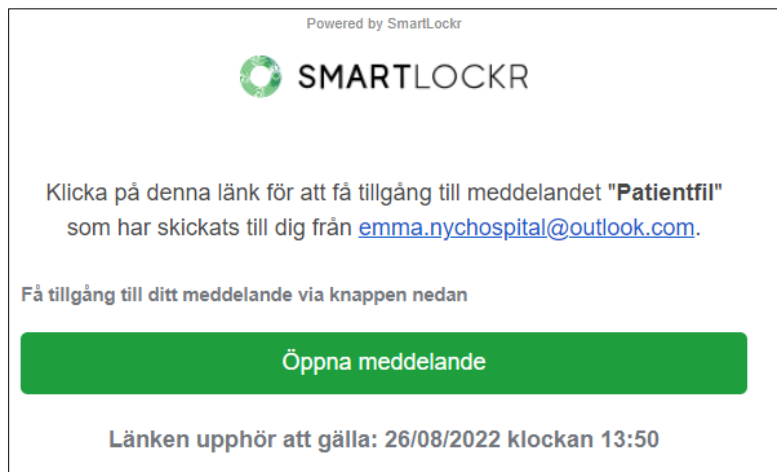 Powered by SmartLockr
SMARTLOCKR
Klicka på denna länk för att få tillgång till meddelandet "Patientfil"
som har skickats till dig från emma.nychospital@outlook.com.
Få tillgång till ditt meddelande via knappen nedan
Öppna meddelande
Länken upphör att gälla: 26/08/2022 klockan 13:50